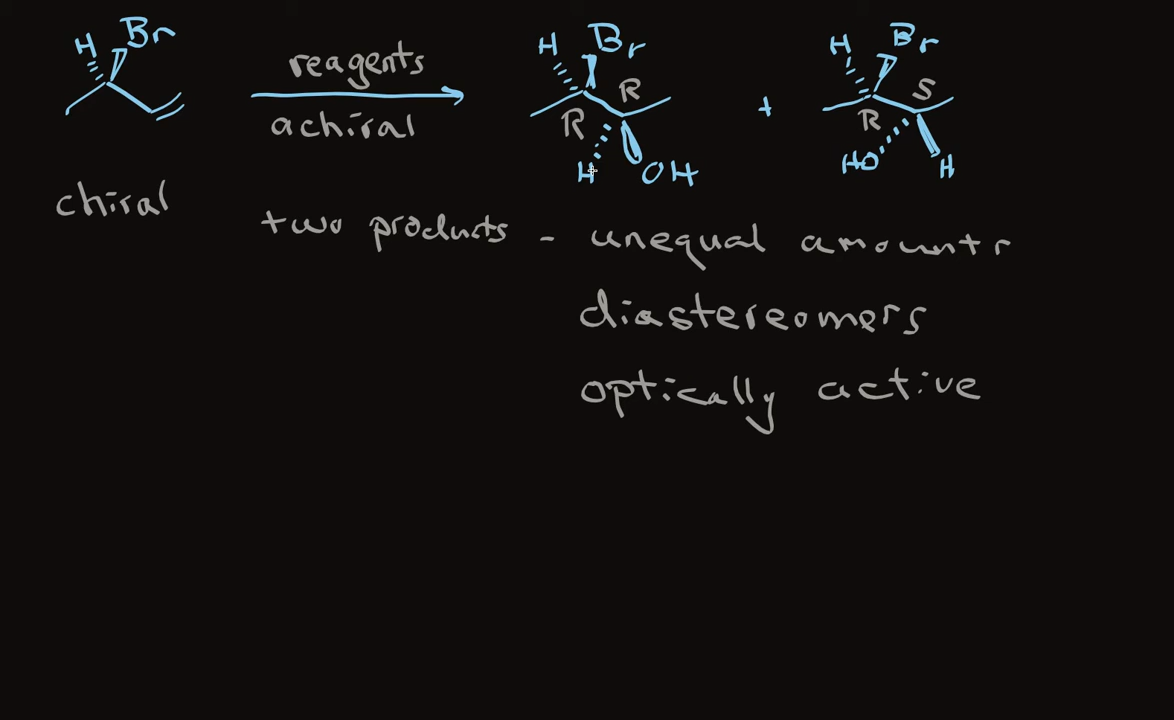 H Br
reagents
achiral
H Br
R R
H OH
+
H Br
R S
HO H
chiral
two products - unequal amounts
diastereomers
optically active